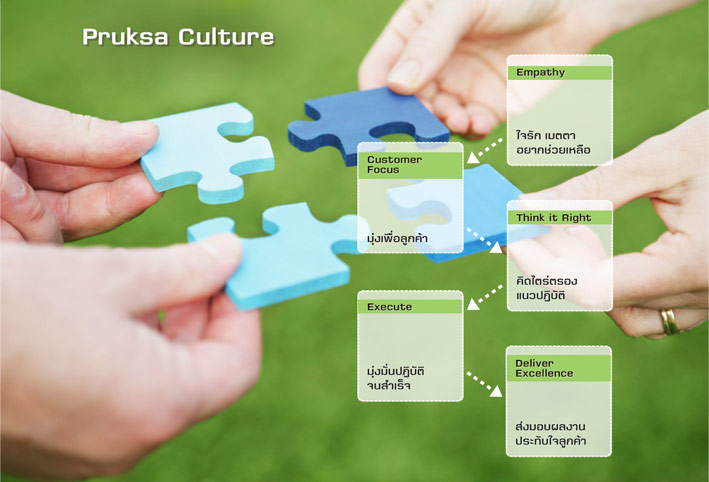 Pruksa Culture
Empathy
ใจรัก เมตตา
อยากช่วยเหลือ
Customer
Focus
มุ่งเพื่อลูกค้า
Think it Right
คิดไตร่ตรอง
แนวปฏิบัติ
Execute
มุ่งมั่นปฏิบัติ
จนสำเร็จ
Deliver
Excellence
ส่งมอบผลงาน
ประทับใจลูกค้า